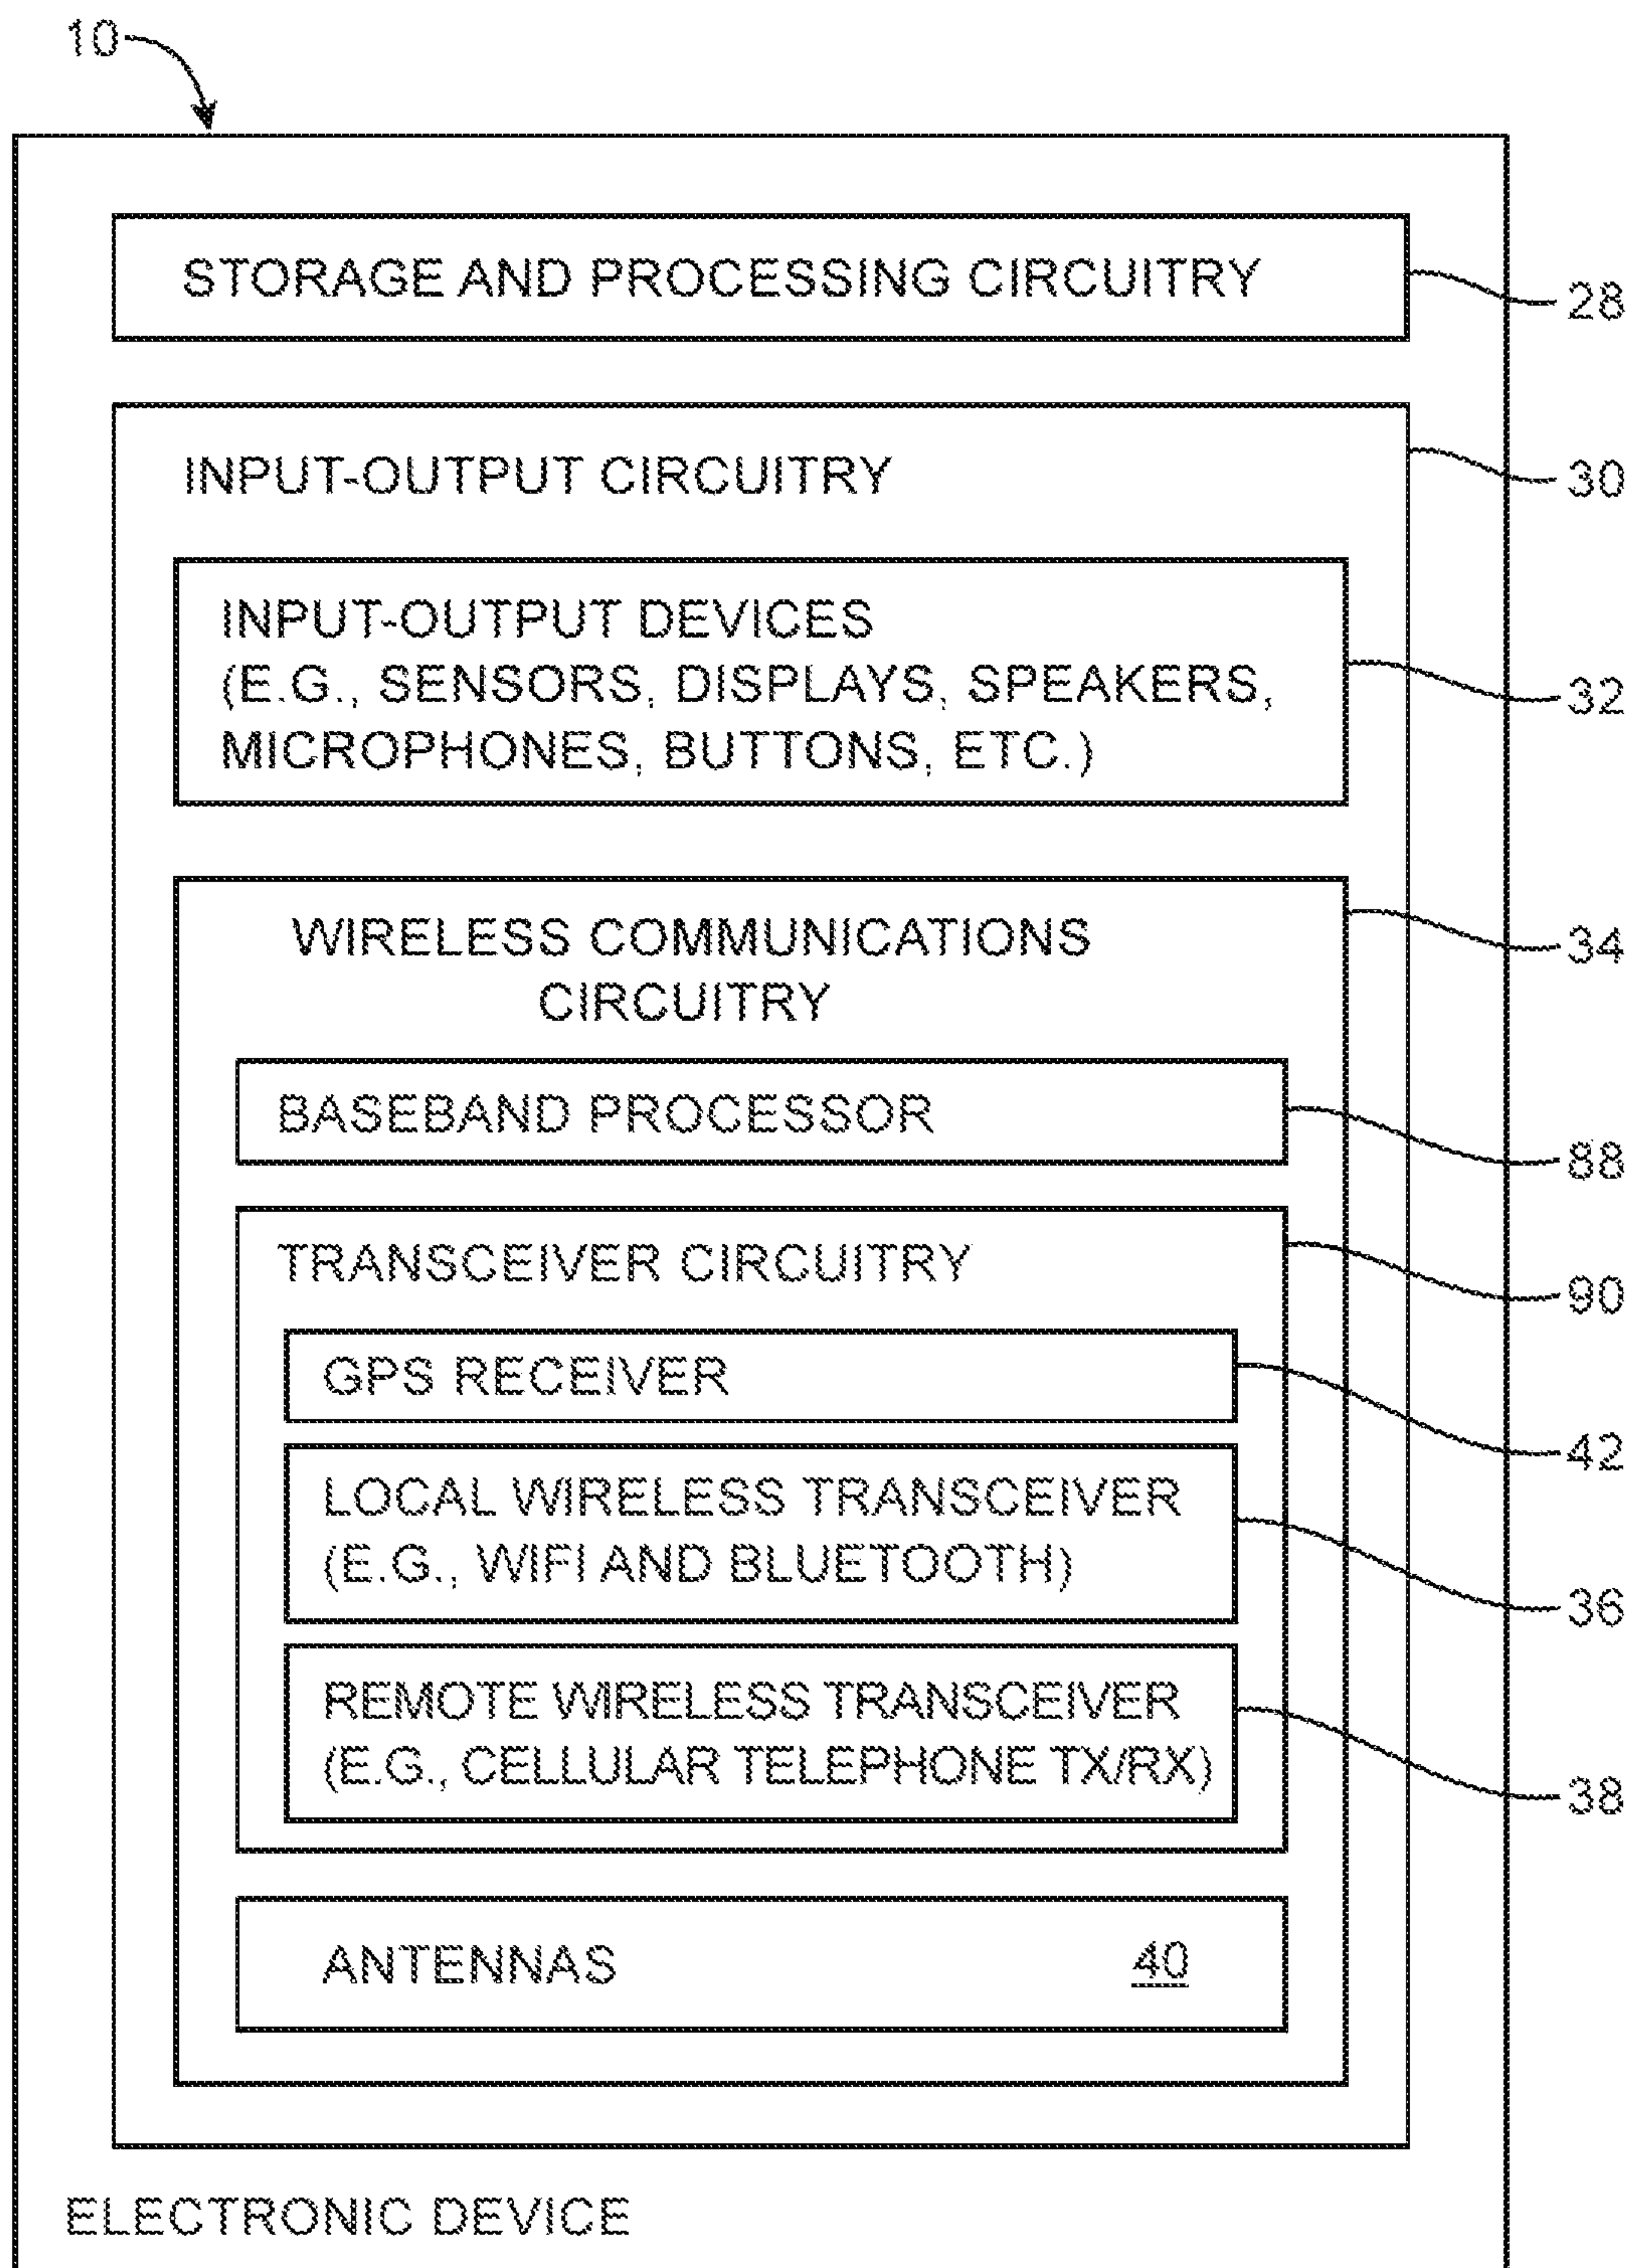 10
STORAGE AND PROCESSING CIRCUITRY
28
INPUT-OUTPUT CIRCUITRY
30
INPUT-OUTPUT DEVICES
(E.G., SENSORS, DISPLAYS, SPEAKERS,
MICROPHONES, BUTTONS, ETC.)
32
WIRELESS COMMUNICATIONS
CIRCUITRY
34
BASEBAND PROCESSOR
88
TRANSCEIVER CIRCUITRY
90
GPS RECEIVER
42
LOCAL WIRELESS TRANSCEIVER
(E.G., WIFI AND BLUETOOTH)
36
REMOTE WIRELESS TRANSCEIVER
(E.G., CELLULAR TELEPHONE TX/RX)
38
ANTENNAS 40
ELECTRONIC DEVICE